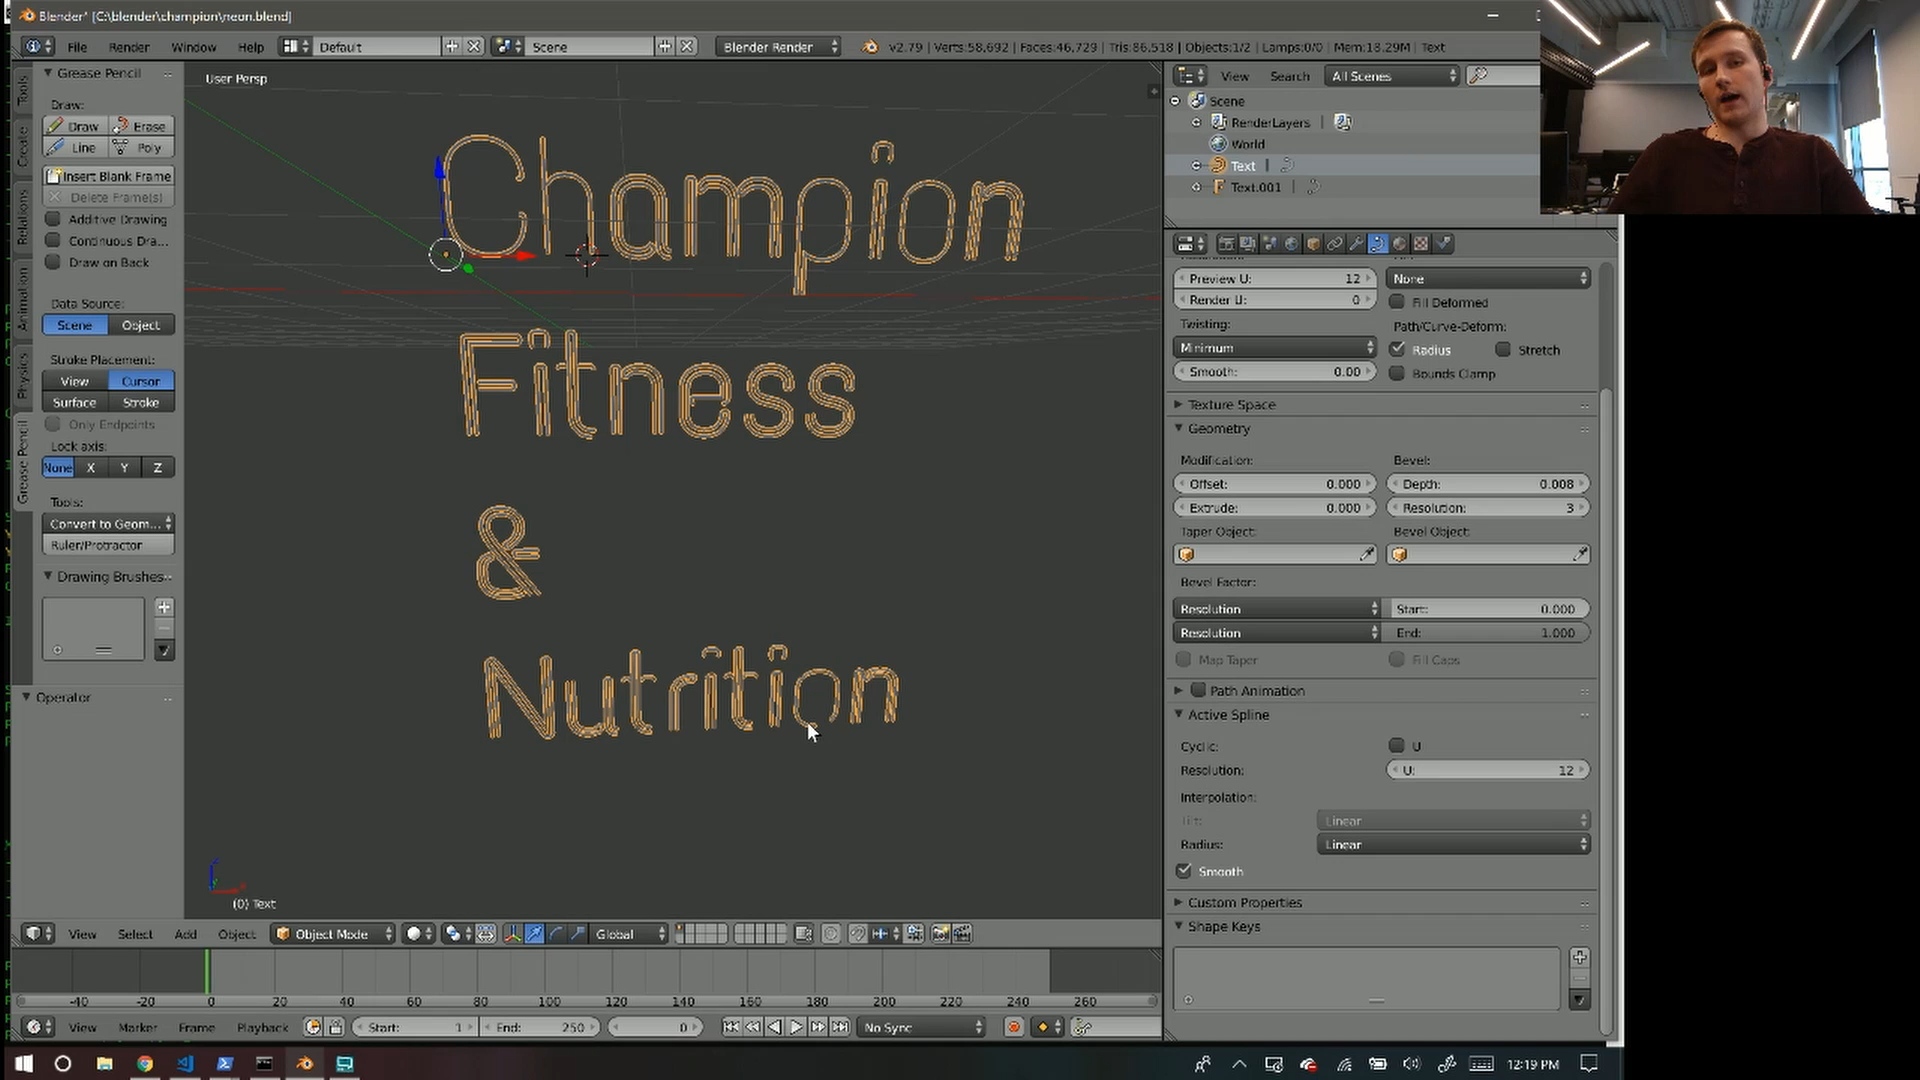 Blender* [C:\blender\champion\neon.blend]
File Render Window Help Default Scene Blender Render v2.79 | Verts:58,692 | Faces:46,729 | Tris:86,518 | Objects:1/2 | Lamps:0/0 | Mem:18.29M | Text
Tools
Create
Relations
Animation
Physics
Grease Pencil
Grease Pencil
Draw:
Draw Erase
Line Poly
Insert Blank Frame
Delete Frame(s)
Additive Drawing
Continuous Dra...
Draw on Back
Data Source:
Scene Object
Stroke Placement:
View Cursor
Surface Stroke
Only Endpoints
Lock axis:
None X Y Z
Tools:
Convert to Geom...
Ruler/Protractor
Drawing Brushes
Operator
User Persp
Champion
Fitness
&
Nutrition
(0) Text
View Search All Scenes
Scene
RenderLayers |
World
Text |
Text.001 |
Preview U: 12 None
Render U: 0 Fill Deformed
Twisting: Path/Curve-Deform:
Minimum Radius Stretch
Smooth: 0.00 Bounds Clamp
Texture Space
Geometry
Modification: Bevel:
Offset: 0.000 Depth: 0.008
Extrude: 0.000 Resolution: 3
Taper Object: Bevel Object:
Bevel Factor:
Resolution Start: 0.000
Resolution End: 1.000
Map Taper Fill Caps
Path Animation
Active Spline
Cyclic: U
Resolution: U: 12
Interpolation:
Tilt: Linear
Radius: Linear
Smooth
Custom Properties
Shape Keys
View Select Add Object Object Mode Global
-40 -20 0 20 40 60 80 100 120 140 160 180 200 220 240 260
View Marker Frame Playback Start: 1 End: 250 0 No Sync
12:19 PM